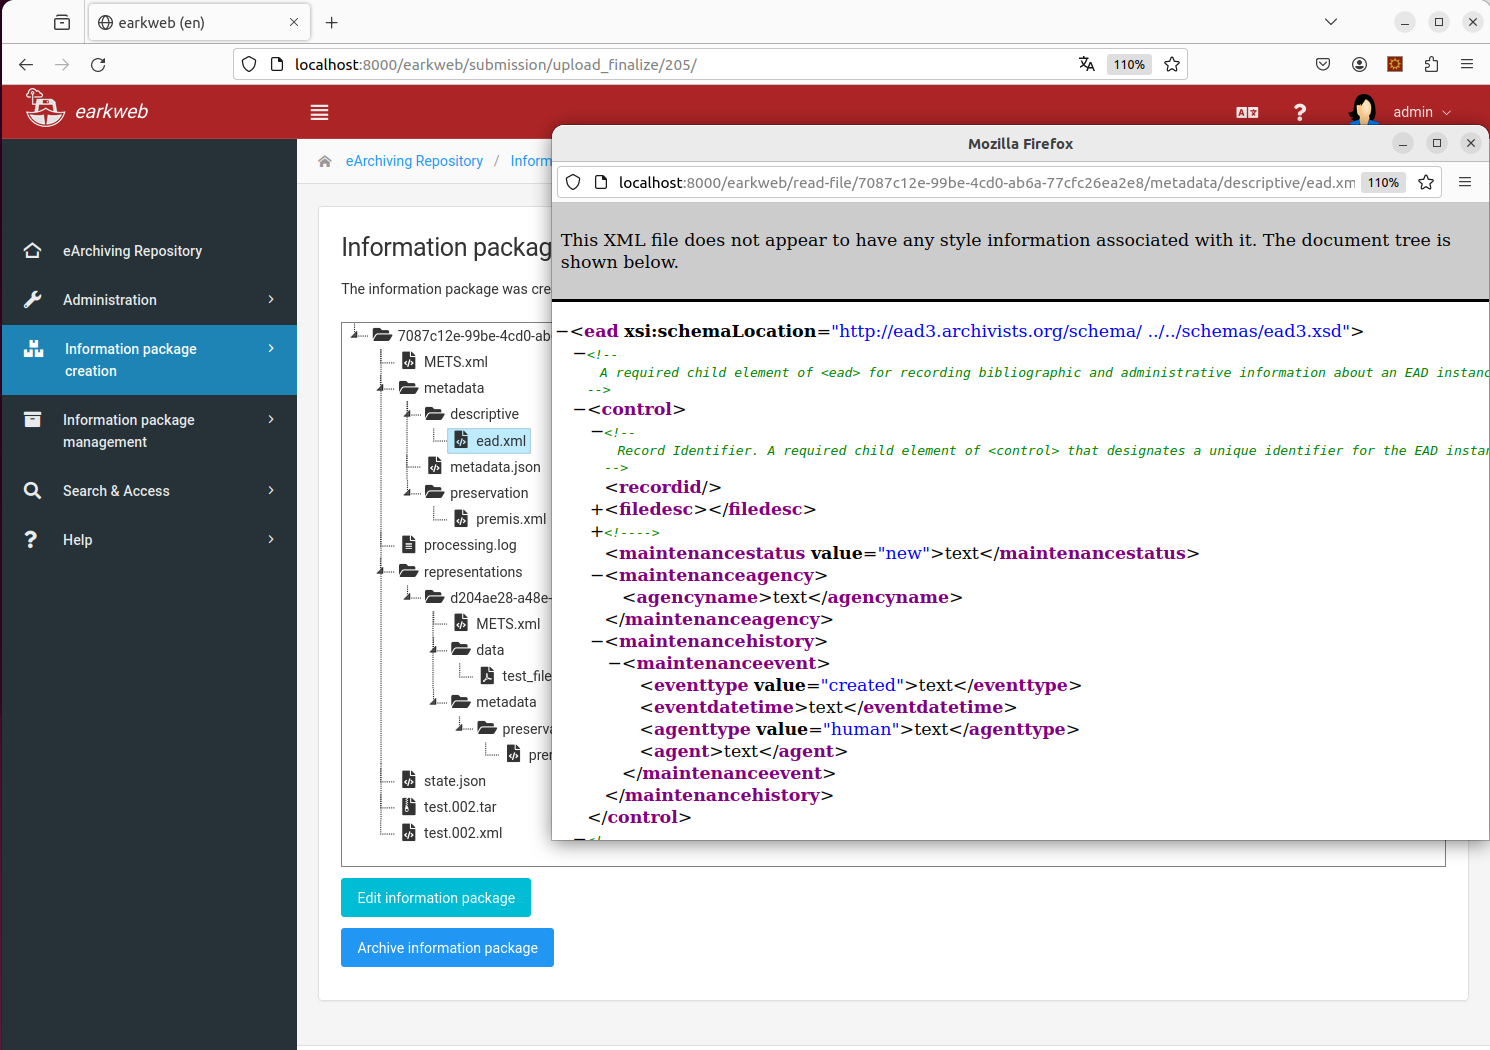 earkweb (en)
localhost:8000/earkweb/submission/upload_finalize/205/
110%
earkweb
admin
eArchiving Repository / Inform
eArchiving Repository
Administration
Information package
creation
Information package
management
Search & Access
Help
Information packag
The information package was cre
7087c12e-99be-4cd0-ab
METS.xml
metadata
descriptive
ead.xml
metadata.json
preservation
premis.xml
processing.log
representations
d204ae28-a48e-
METS.xml
data
test_file
metadata
preserva
prer
state.json
test.002.tar
test.002.xml
Edit information package
Archive information package
Mozilla Firefox
localhost:8000/earkweb/read-file/7087c12e-99be-4cd0-ab6a-77cfc26ea2e8/metadata/descriptive/ead.xm
110%
This XML file does not appear to have any style information associated with it. The document tree is
shown below.
−<ead xsi:schemaLocation="http://ead3.archivists.org/schema/ ../../schemas/ead3.xsd">
−<!--
A required child element of <ead> for recording bibliographic and administrative information about an EAD instanc
-->
−<control>
−<!--
Record Identifier. A required child element of <control> that designates a unique identifier for the EAD instan
-->
<recordid/>
+<filedesc></filedesc>
+<!---->
<maintenancestatus value="new">text</maintenancestatus>
−<maintenanceagency>
<agencyname>text</agencyname>
</maintenanceagency>
−<maintenancehistory>
−<maintenanceevent>
<eventtype value="created">text</eventtype>
<eventdatetime>text</eventdatetime>
<agenttype value="human">text</agenttype>
<agent>text</agent>
</maintenanceevent>
</maintenancehistory>
</control>